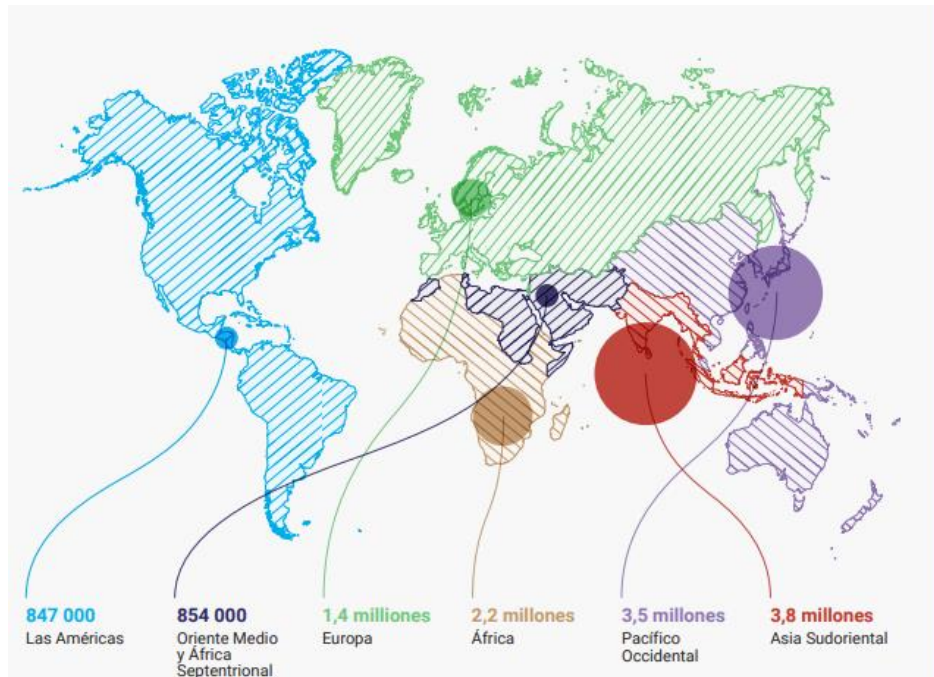 847 000
Las Américas
854 000
Oriente Medio
y África
Septentrional
1,4 millones
Europa
2,2 millones
África
3,5 millones
Pacífico
Occidental
3,8 millones
Asia Sudoriental